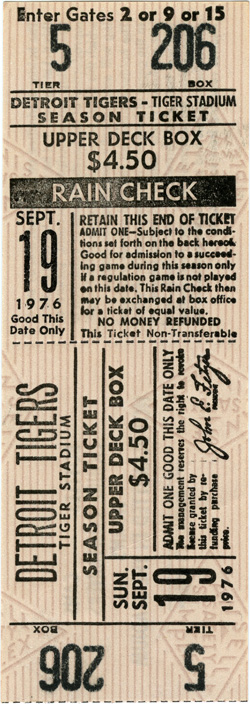 Enter Gates 2 or 9 or 15
5 206
TIER BOX
DETROIT TIGERS - TIGER STADIUM
SEASON TICKET
UPPER DECK BOX
$4.50
RAIN CHECK
SEPT.
19
1976
Good This
Date Only
RETAIN THIS END OF TICKET
ADMIT ONE—Subject to the condi-
tions set forth on the back hereof.
Good for admission to a succeed-
ing game during this season only
if a regulation game is not played
on this date. This Rain Check then
may be exchanged at box office
for a ticket of equal value.
NO MONEY REFUNDED
This Ticket Non-Transferable
DETROIT TIGERS
TIGER STADIUM
SEASON TICKET
UPPER DECK BOX
$4.50
SUN.
SEPT.
19
1976
ADMIT ONE GOOD THIS DATE ONLY
The management reserves the right to revoke
license granted by
this ticket by re-
funding purchase
price.
John E. Fetzer
PRESIDENT
BOX TIER
206 5